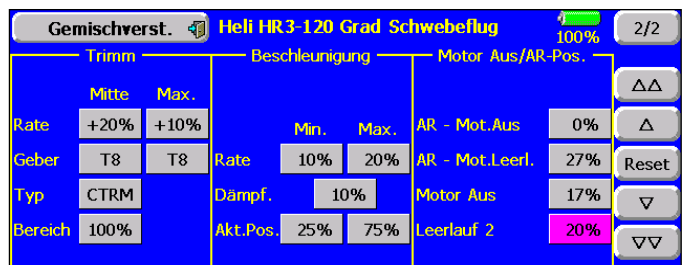 Gemischverst. Heli HR3-120 Grad Schwebeflug 100% 2/2
Trimm Beschleunigung Motor Aus/AR-Pos.
Mitte Max.
Rate +20% +10% Min. Max. AR - Mot.Aus 0%
Geber T8 T8 Rate 10% 20% AR - Mot.Leerl. 27% Reset
Typ CTRM Dämpf. 10% Motor Aus 17%
Bereich 100% Akt.Pos. 25% 75% Leerlauf 2 20%